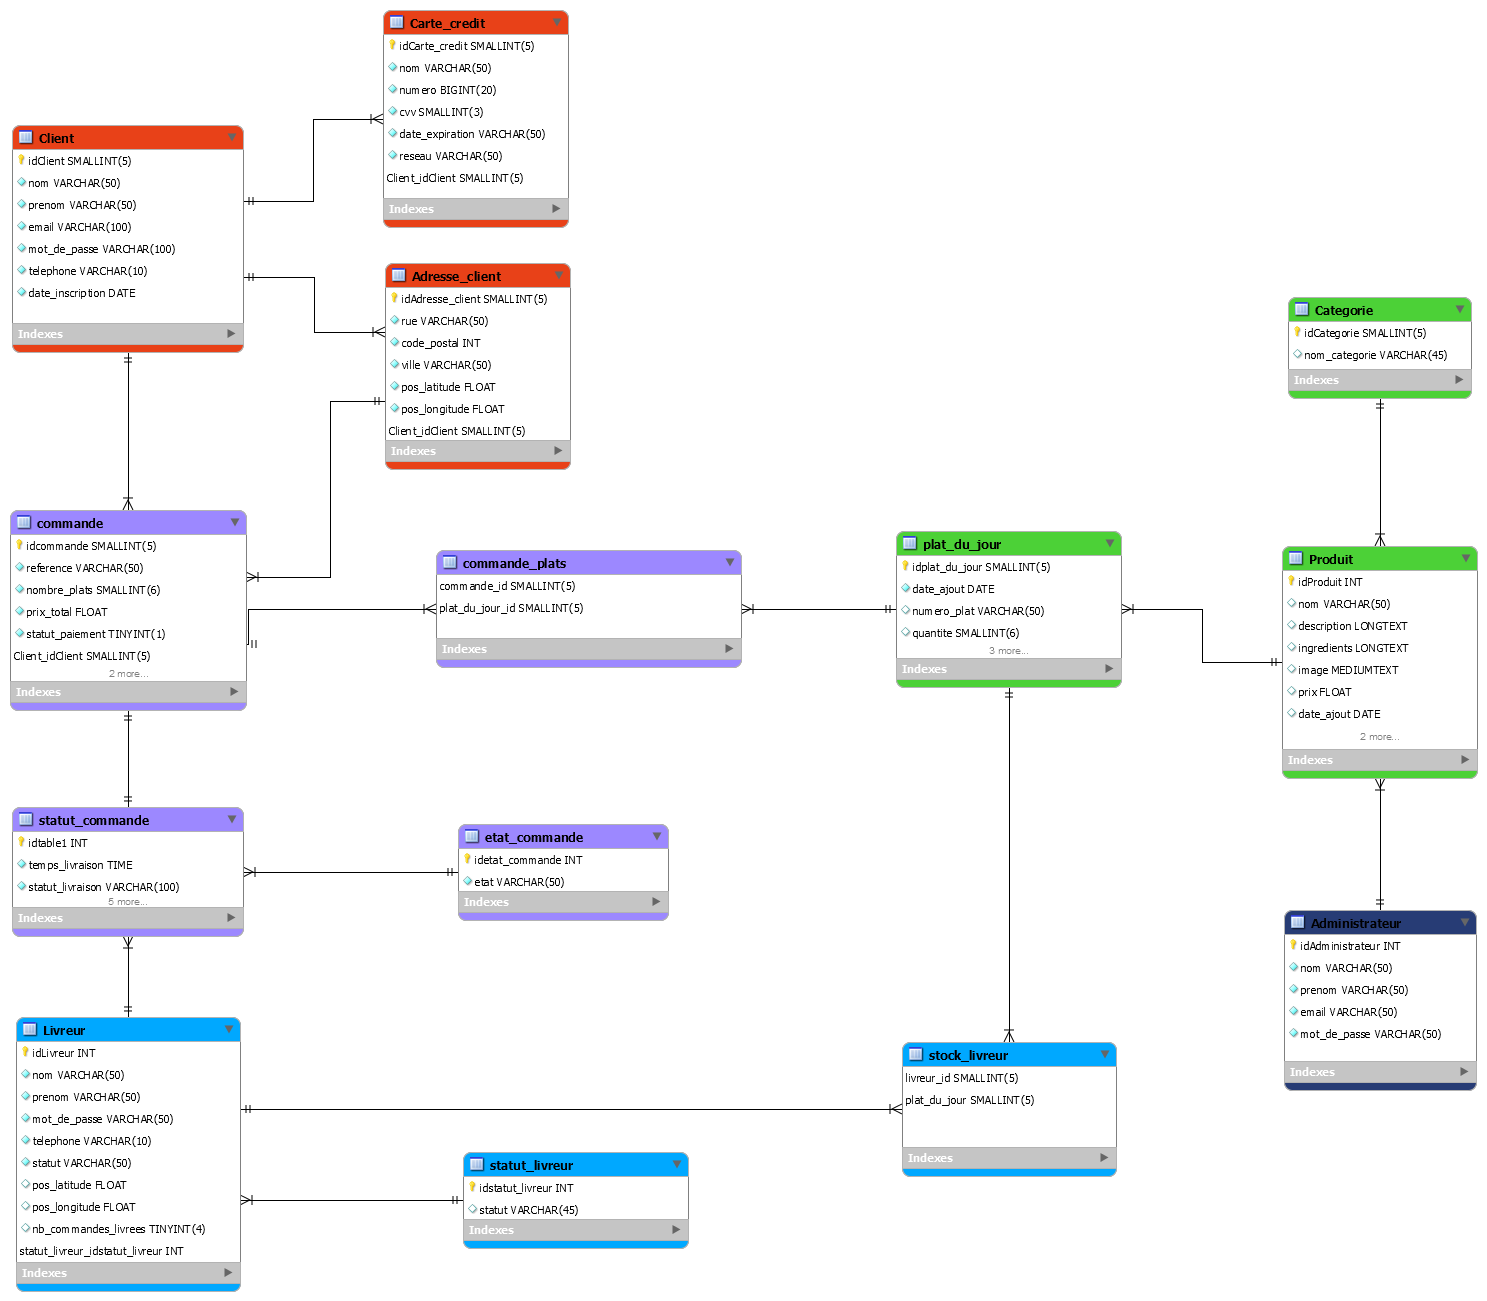 Carte_credit
idCarte_credit SMALLINT(5)
nom VARCHAR(50)
numero BIGINT(20)
cvv SMALLINT(3)
date_expiration VARCHAR(50)
reseau VARCHAR(50)
Client_idClient SMALLINT(5)
Indexes
Client
idClient SMALLINT(5)
nom VARCHAR(50)
prenom VARCHAR(50)
email VARCHAR(100)
mot_de_passe VARCHAR(100)
telephone VARCHAR(10)
date_inscription DATE
Indexes
Adresse_client
idAdresse_client SMALLINT(5)
rue VARCHAR(50)
code_postal INT
ville VARCHAR(50)
pos_latitude FLOAT
pos_longitude FLOAT
Client_idClient SMALLINT(5)
Indexes
Categorie
idCategorie SMALLINT(5)
nom_categorie VARCHAR(45)
Indexes
commande
idcommande SMALLINT(5)
reference VARCHAR(50)
nombre_plats SMALLINT(6)
prix_total FLOAT
statut_paiement TINYINT(1)
Client_idClient SMALLINT(5)
2 more...
Indexes
commande_plats
commande_id SMALLINT(5)
plat_du_jour_id SMALLINT(5)
Indexes
plat_du_jour
idplat_du_jour SMALLINT(5)
date_ajout DATE
numero_plat VARCHAR(50)
quantite SMALLINT(6)
3 more...
Indexes
Produit
idProduit INT
nom VARCHAR(50)
description LONGTEXT
ingredients LONGTEXT
image MEDIUMTEXT
prix FLOAT
date_ajout DATE
2 more...
Indexes
statut_commande
idtable1 INT
temps_livraison TIME
statut_livraison VARCHAR(100)
5 more...
Indexes
etat_commande
idetat_commande INT
etat VARCHAR(50)
Indexes
Administrateur
idAdministrateur INT
nom VARCHAR(50)
prenom VARCHAR(50)
email VARCHAR(50)
mot_de_passe VARCHAR(50)
Indexes
Livreur
idLivreur INT
nom VARCHAR(50)
prenom VARCHAR(50)
mot_de_passe VARCHAR(50)
telephone VARCHAR(10)
statut VARCHAR(50)
pos_latitude FLOAT
pos_longitude FLOAT
nb_commandes_livrees TINYINT(4)
statut_livreur_idstatut_livreur INT
Indexes
stock_livreur
livreur_id SMALLINT(5)
plat_du_jour SMALLINT(5)
Indexes
statut_livreur
idstatut_livreur INT
statut VARCHAR(45)
Indexes